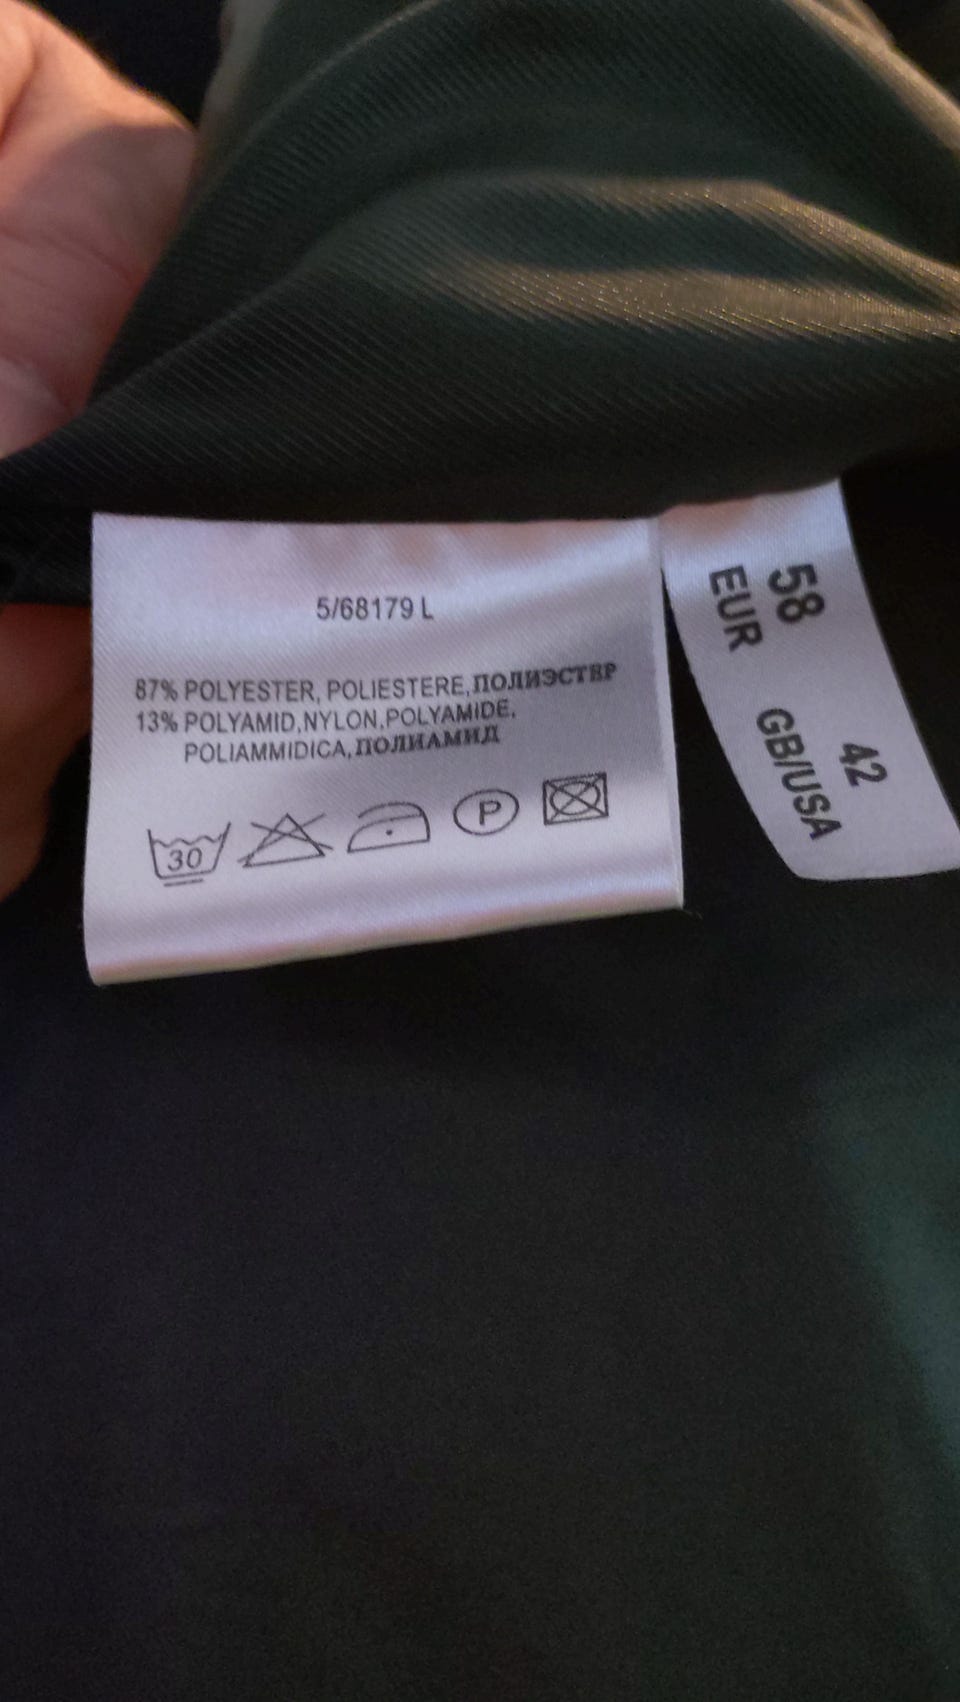 5/68179 L
87% POLYESTER, POLIESTERE, ПОЛИЭСТЕР
13% POLYAMID, NYLON, POLYAMIDE,
POLIAMMIDICA, ПОЛИАМИД
30
P
58
EUR
42
GB/USA